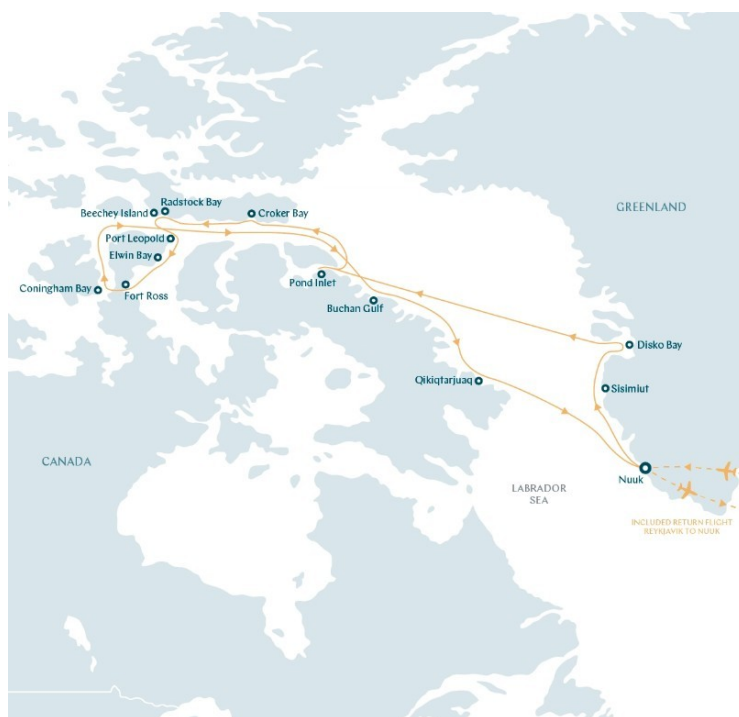 GREENLAND
Radstock Bay
Beechey Island
Croker Bay
Port Leopold
Elwin Bay
Coningham Bay
Fort Ross
Pond Inlet
Buchan Gulf
Disko Bay
Qikiqtarjuaq
Sisimiut
CANADA
Nuuk
LABRADOR
SEA
INCLUDED RETURN FLIGHT
REYKJAVIK TO NUUK